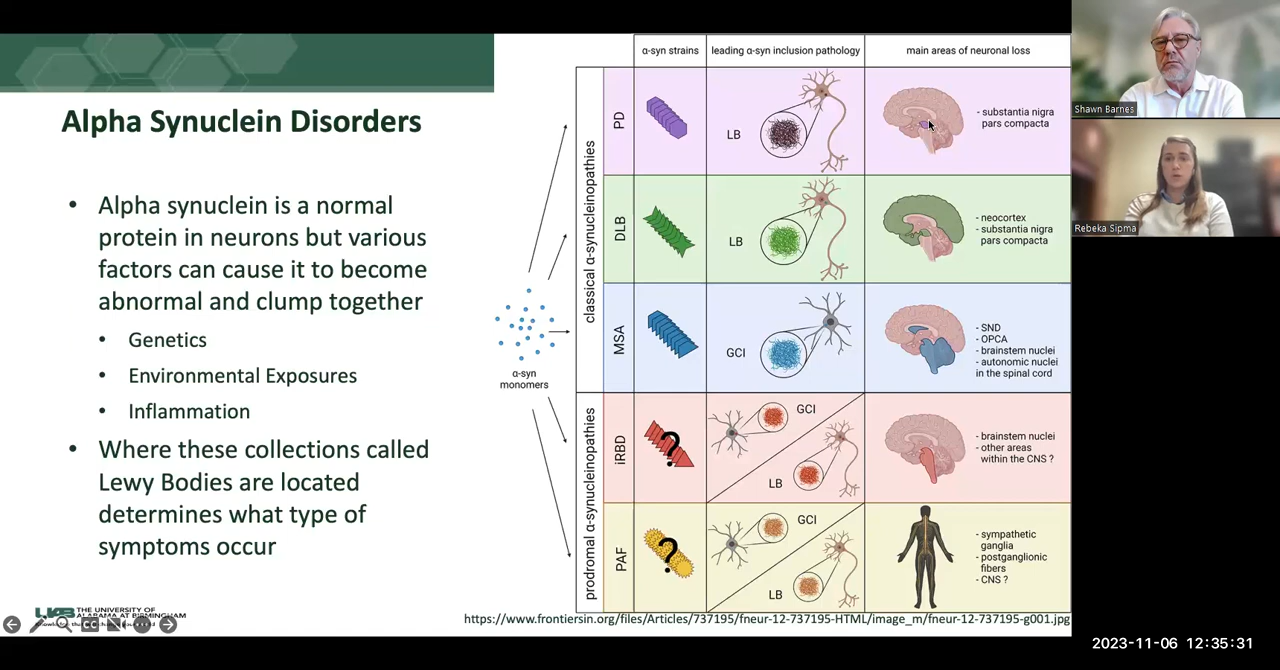 Alpha Synuclein Disorders
• Alpha synuclein is a normal
protein in neurons but various
factors can cause it to become
abnormal and clump together
• Genetics
• Environmental Exposures
• Inflammation
• Where these collections called
Lewy Bodies are located
determines what type of
symptoms occur
UAB THE UNIVERSITY OF
ALABAMA AT BIRMINGHAM
α-syn
monomers
α-syn strains
leading α-syn inclusion pathology
main areas of neuronal loss
classical α-synucleinopathies
PD
LB
- substantia nigra
pars compacta
DLB
LB
- neocortex
- substantia nigra
pars compacta
MSA
GCI
- SND
- OPCA
- brainstem nuclei
- autonomic nuclei
in the spinal cord
prodromal α-synucleinopathies
iRBD
?
GCI
LB
- brainstem nuclei
- other areas
within the CNS ?
PAF
?
GCI
LB
- sympathetic
ganglia
- postganglionic
fibers
- CNS ?
https://www.frontiersin.org/files/Articles/737195/fneur-12-737195-HTML/image_m/fneur-12-737195-g001.jpg
Shawn Barnes
Rebeka Sipma
2023-11-06 12:35:31